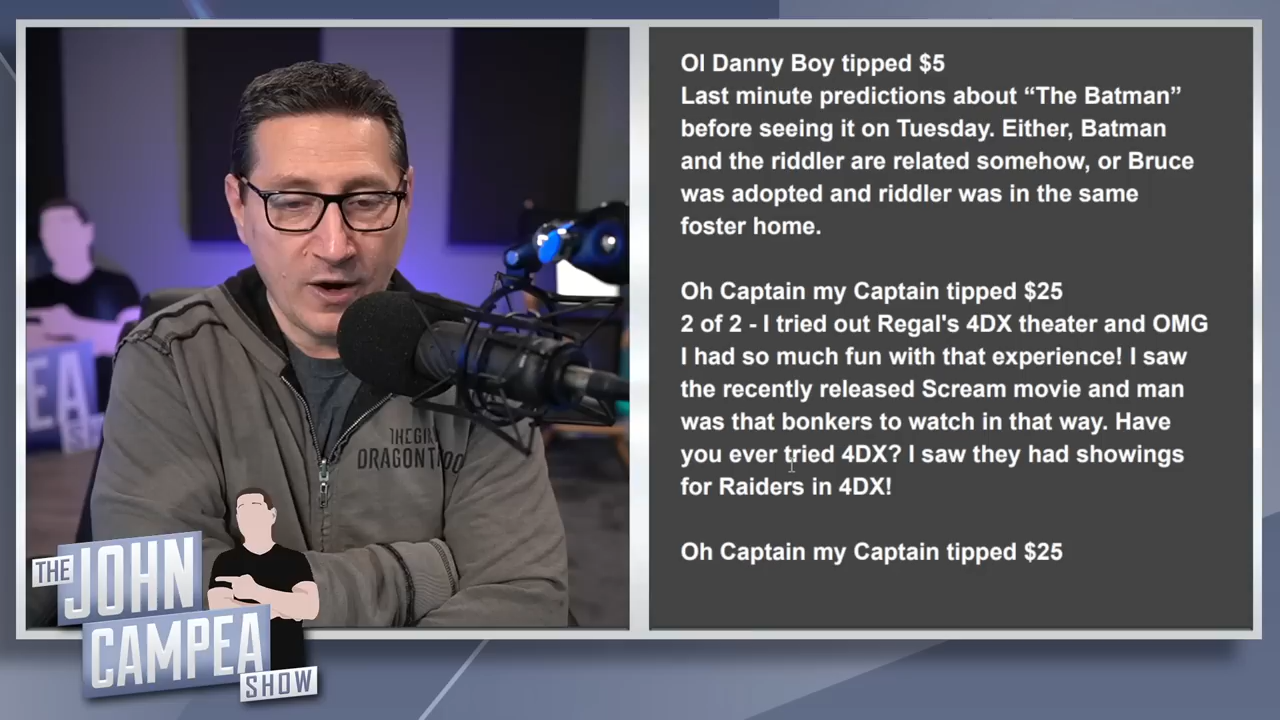 Ol Danny Boy tipped $5
Last minute predictions about “The Batman”
before seeing it on Tuesday. Either, Batman
and the riddler are related somehow, or Bruce
was adopted and riddler was in the same
foster home.
Oh Captain my Captain tipped $25
2 of 2 - I tried out Regal's 4DX theater and OMG
I had so much fun with that experience! I saw
the recently released Scream movie and man
was that bonkers to watch in that way. Have
you ever tried 4DX? I saw they had showings
for Raiders in 4DX!
Oh Captain my Captain tipped $25
DRAGON
THE
JOHN
CAMPEA
SHOW